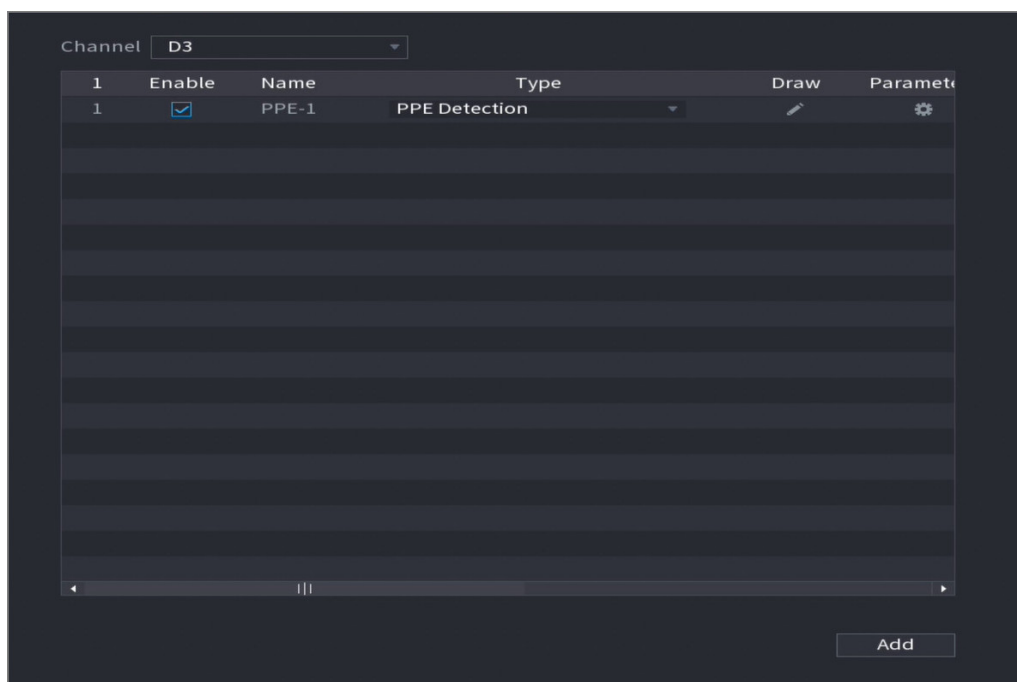 Channel D3
1 Enable Name Type Draw Paramet
1 PPE-1 PPE Detection
Add